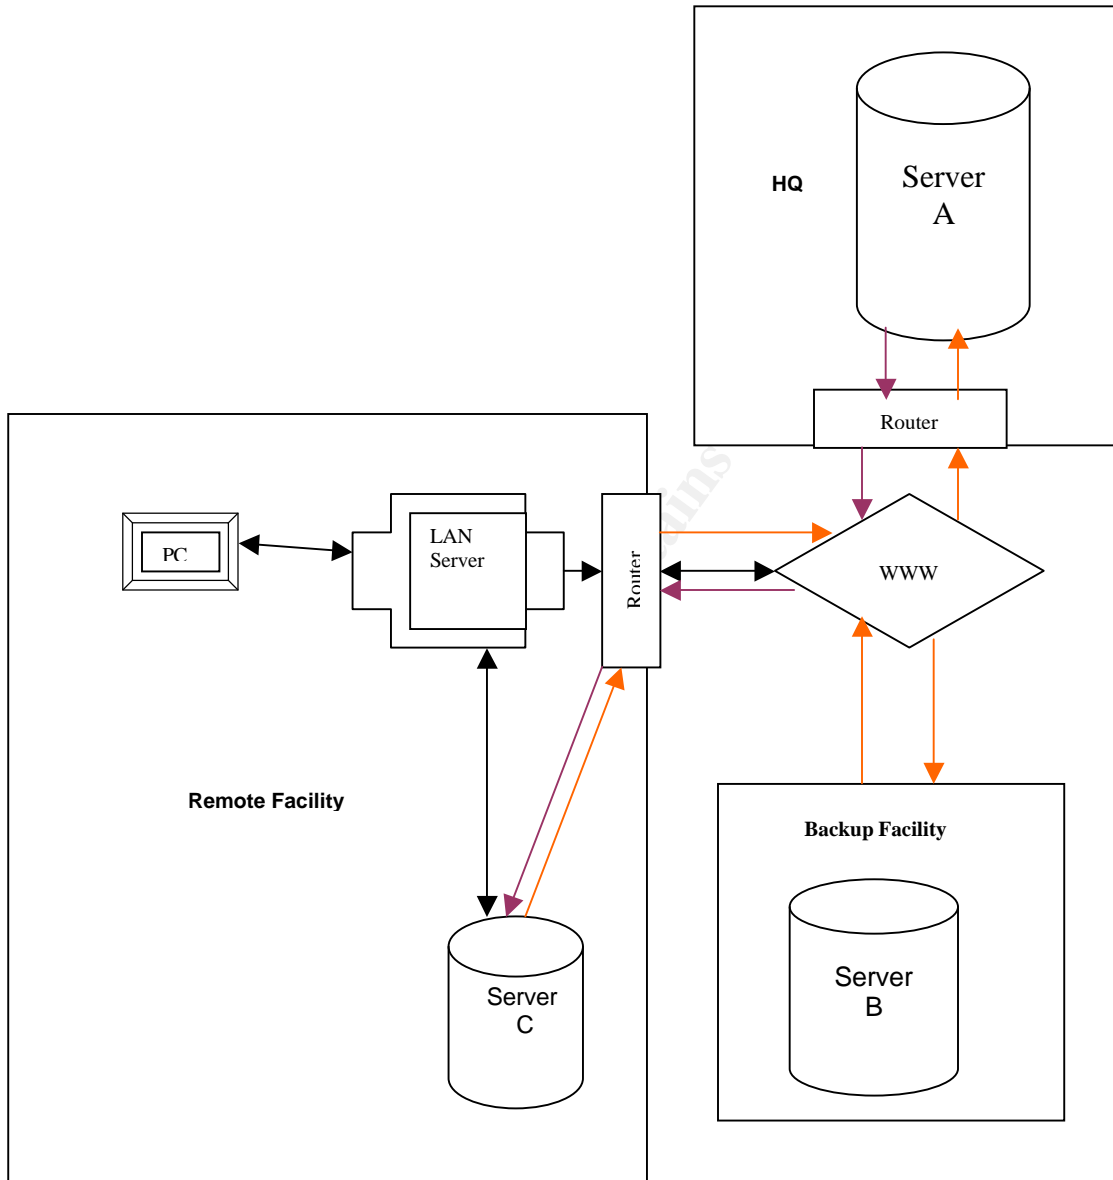 HQ
Server
A
Router
PC
LAN
Server
Router
WWW
Remote Facility
Server
C
Backup Facility
Server
B